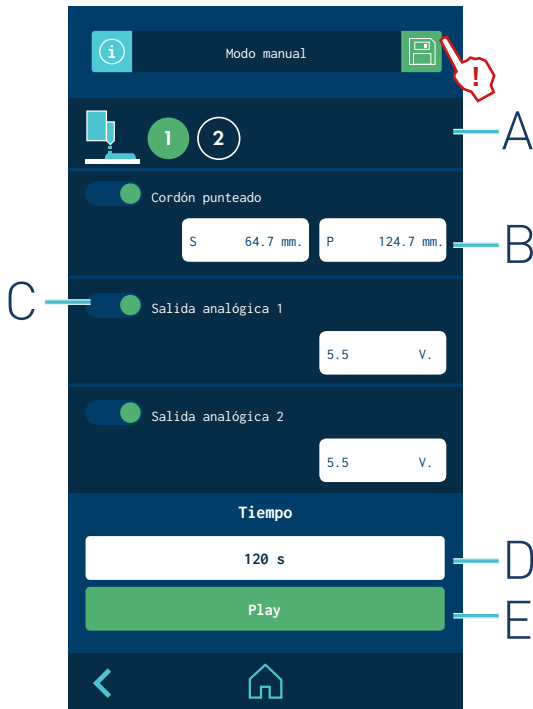 i
Modo manual
!
1 2
A
Cordón punteado
S 64.7 mm. P 124.7 mm.
B
C
Salida analógica 1
5.5 V.
Salida analógica 2
5.5 V.
Tiempo
120 s
D
Play
E